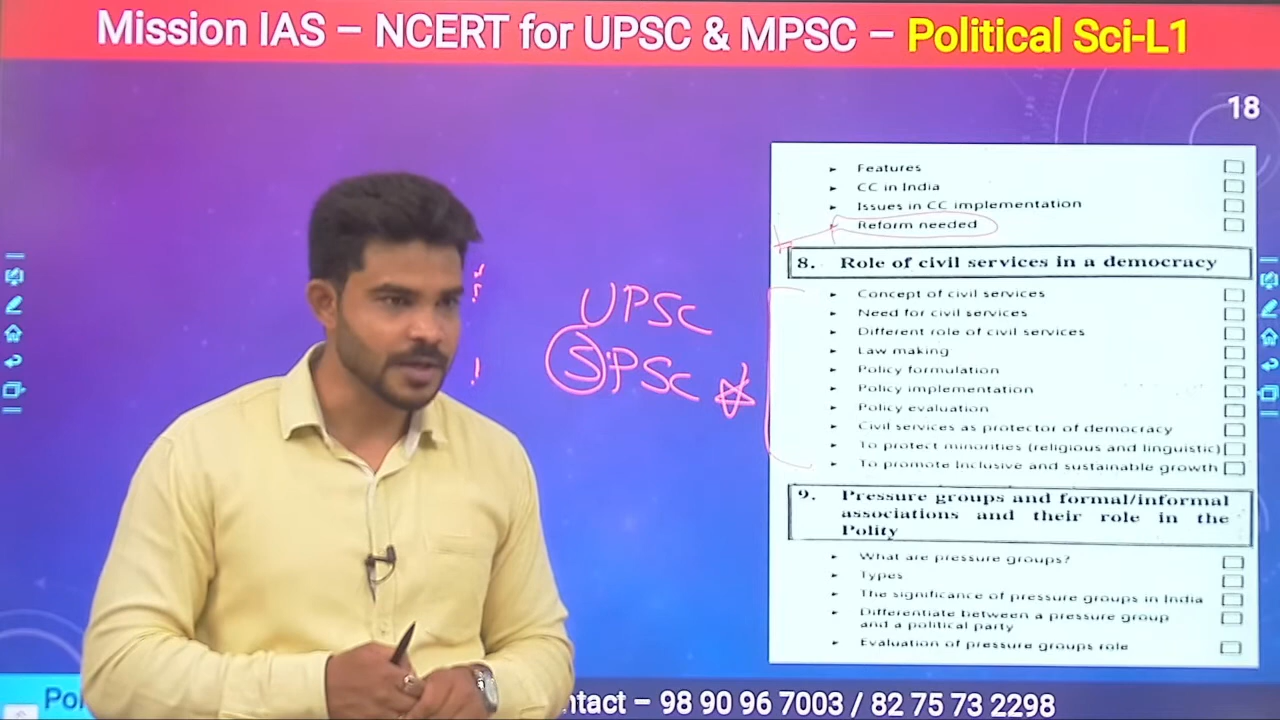 Mission IAS – NCERT for UPSC & MPSC – Political Sci-L1
18
► Features
► CC in India
► Issues in CC implementation
► Reform needed
8. Role of civil services in a democracy
► Concept of civil services
► Need for civil services
► Different role of civil services
► Law making
► Policy formulation
► Policy implementation
► Policy evaluation
► Civil services as protector of democracy
► To protect minorities (religious and linguistic)
► To promote Inclusive and sustainable growth
9. Pressure groups and formal/informal
associations and their role in the
Polity
► What are pressure groups?
► Types
► The significance of pressure groups in India
► Differentiate between a pressure group
and a political party
► Evaluation of pressure groups role
UPSC
SPSC
– 98 90 96 7003 / 82 75 73 2298